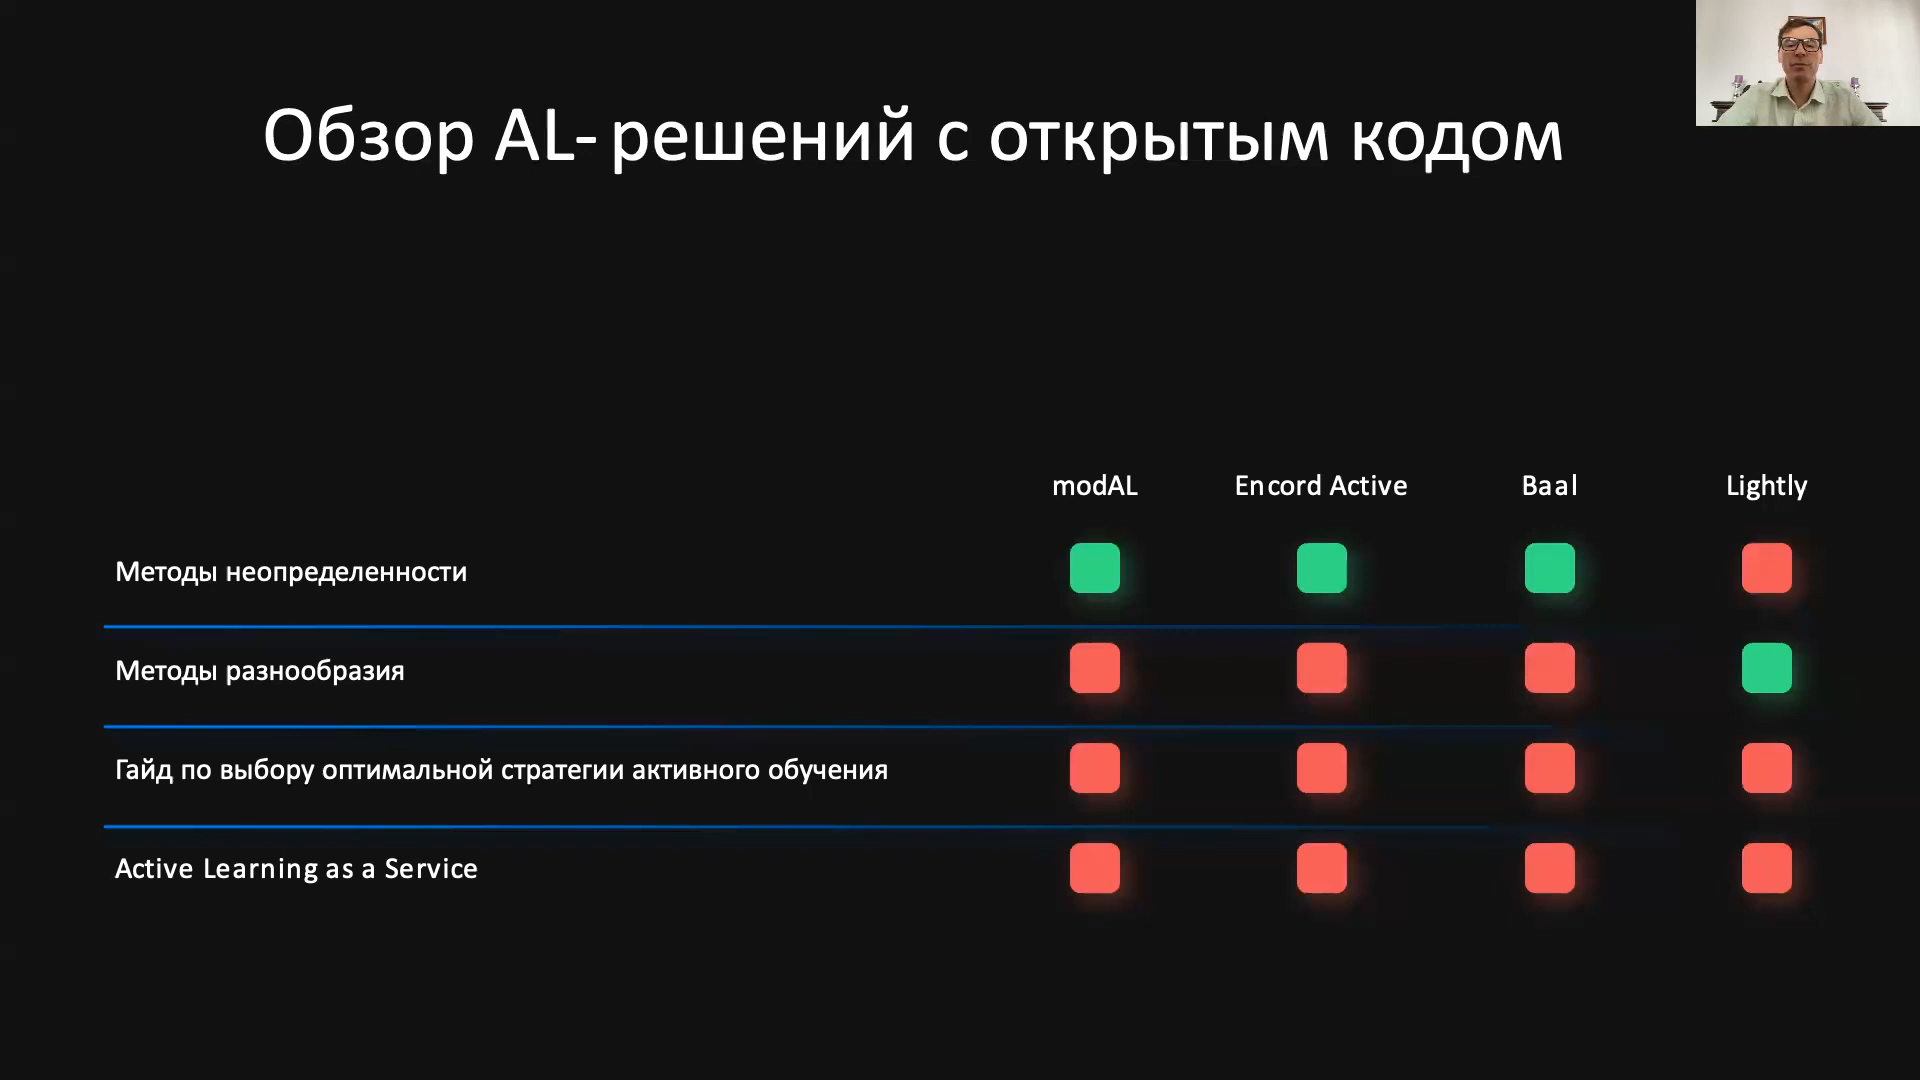 Обзор AL-решений с открытым кодом
modAL Encord Active Baal Lightly
Методы неопределенности
Методы разнообразия
Гайд по выбору оптимальной стратегии активного обучения
Active Learning as a Service